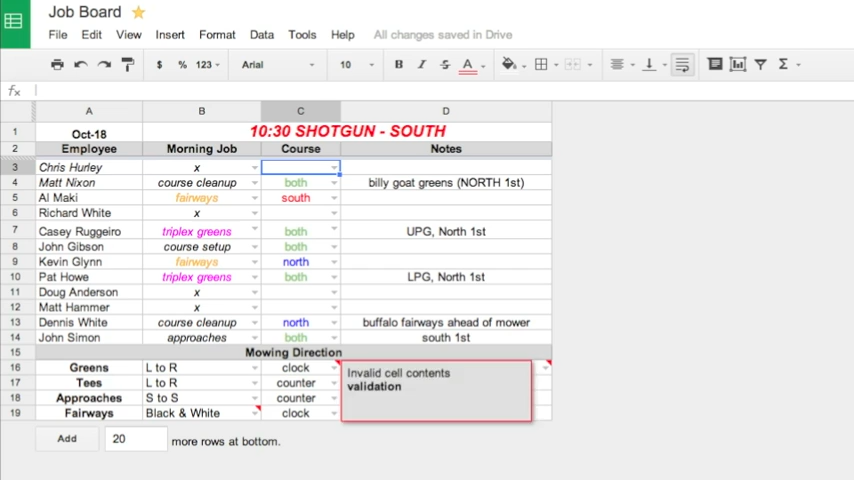 Job Board
File Edit View Insert Format Data Tools Help All changes saved in Drive
$ % 123 Arial 10 B I S A Σ
fx
A B C D
1 Oct-18 10:30 SHOTGUN - SOUTH
2 Employee Morning Job Course Notes
3 Chris Hurley x
4 Matt Nixon course cleanup both billy goat greens (NORTH 1st)
5 Al Maki fairways south
6 Richard White x
7 Casey Ruggeiro triplex greens both UPG, North 1st
8 John Gibson course setup both
9 Kevin Glynn fairways north
10 Pat Howe triplex greens both LPG, North 1st
11 Doug Anderson x
12 Matt Hammer x
13 Dennis White course cleanup north buffalo fairways ahead of mower
14 John Simon approaches both south 1st
15 Mowing Direction
16 Greens L to R clock
17 Tees L to R counter
18 Approaches S to S counter
19 Fairways Black & White clock
Invalid cell contents
validation
Add 20 more rows at bottom.